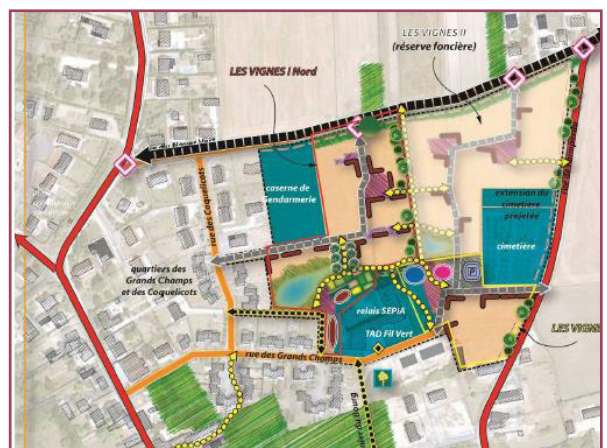 LES VIGNES II
(réserve foncière)
LES VIGNES I Nord
rue des Coquelicots
caserne de
Gendarmerie
extension du
cimetière
projetée
cimetière
quartiers des
Grands Champs
et des Coquelicots
P
relais SEPIA
TAD Fil Vert
LES VIGNE
rue des Grands Champs